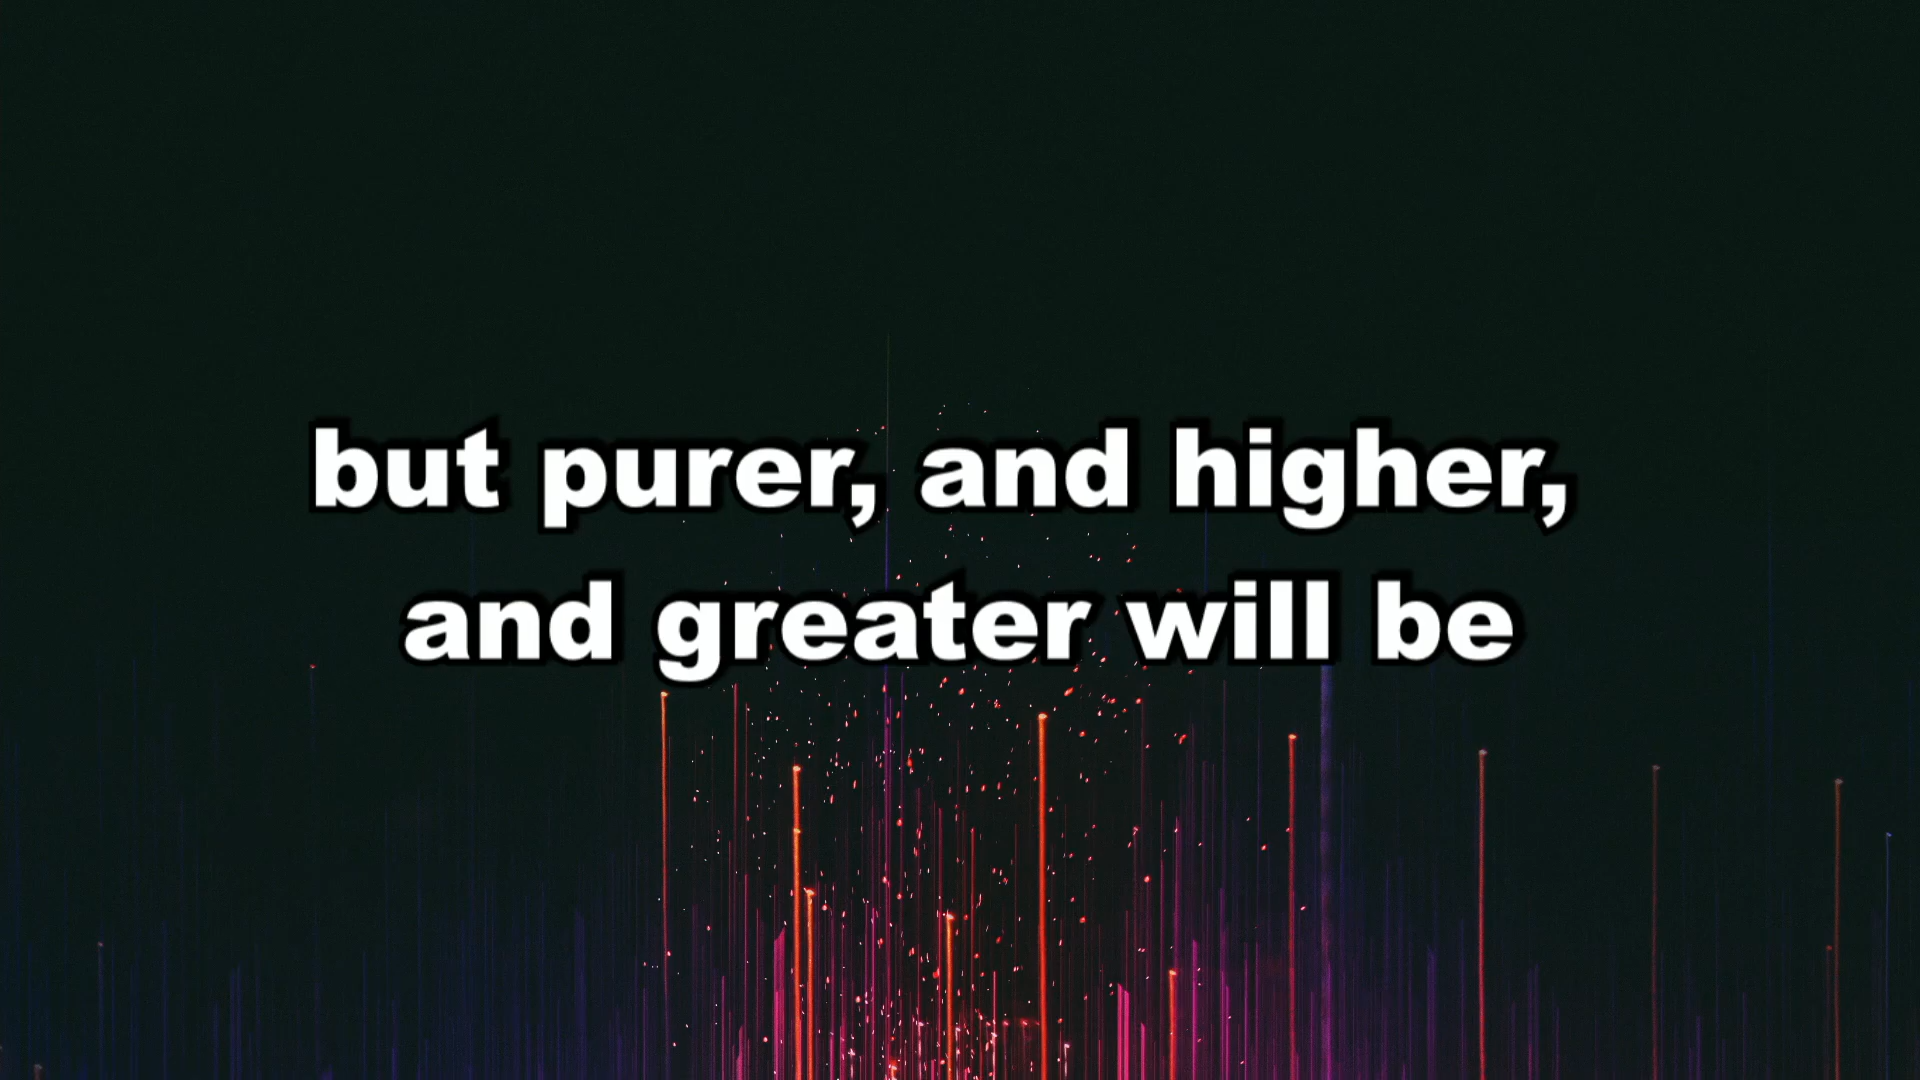 but purer, and higher,
and greater will be